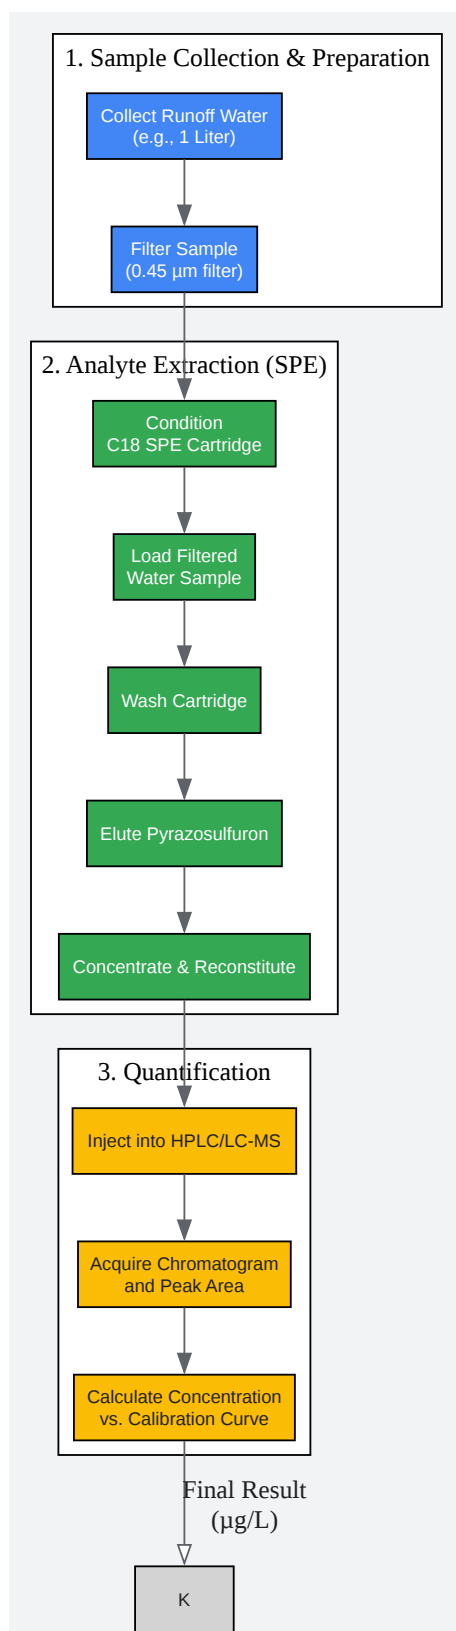 1. Sample Collection & Preparation
Collect Runoff Water
(e.g., 1 Liter)
Filter Sample
(0.45 µm filter)
2. Analyte Extraction (SPE)
Condition
C18 SPE Cartridge
Load Filtered
Water Sample
Wash Cartridge
Elute Pyrazosulfuron
Concentrate & Reconstitute
3. Quantification
Inject into HPLC/LC-MS
Acquire Chromatogram
and Peak Area
Calculate Concentration
vs. Calibration Curve
Final Result
(µg/L)
K